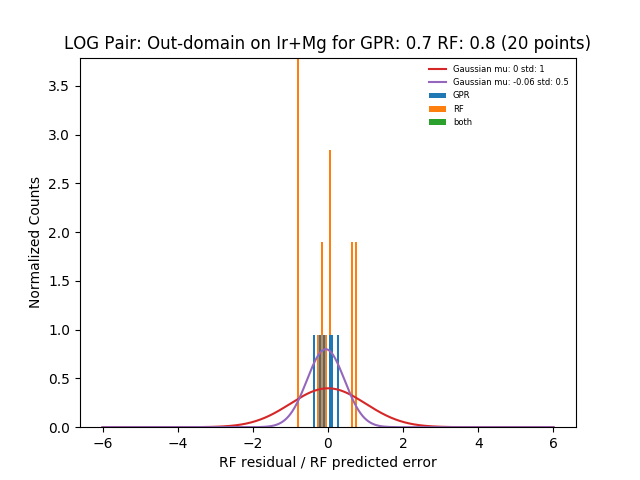 LOG Pair: Out-domain on Ir+Mg for GPR: 0.7 RF: 0.8 (20 points)
Gaussian mu: 0 std: 1
Gaussian mu: -0.06 std: 0.5
GPR
RF
both
Normalized Counts
3.5
3.0
2.5
2.0
1.5
1.0
0.5
0.0
−6 −4 −2 0 2 4 6
RF residual / RF predicted error